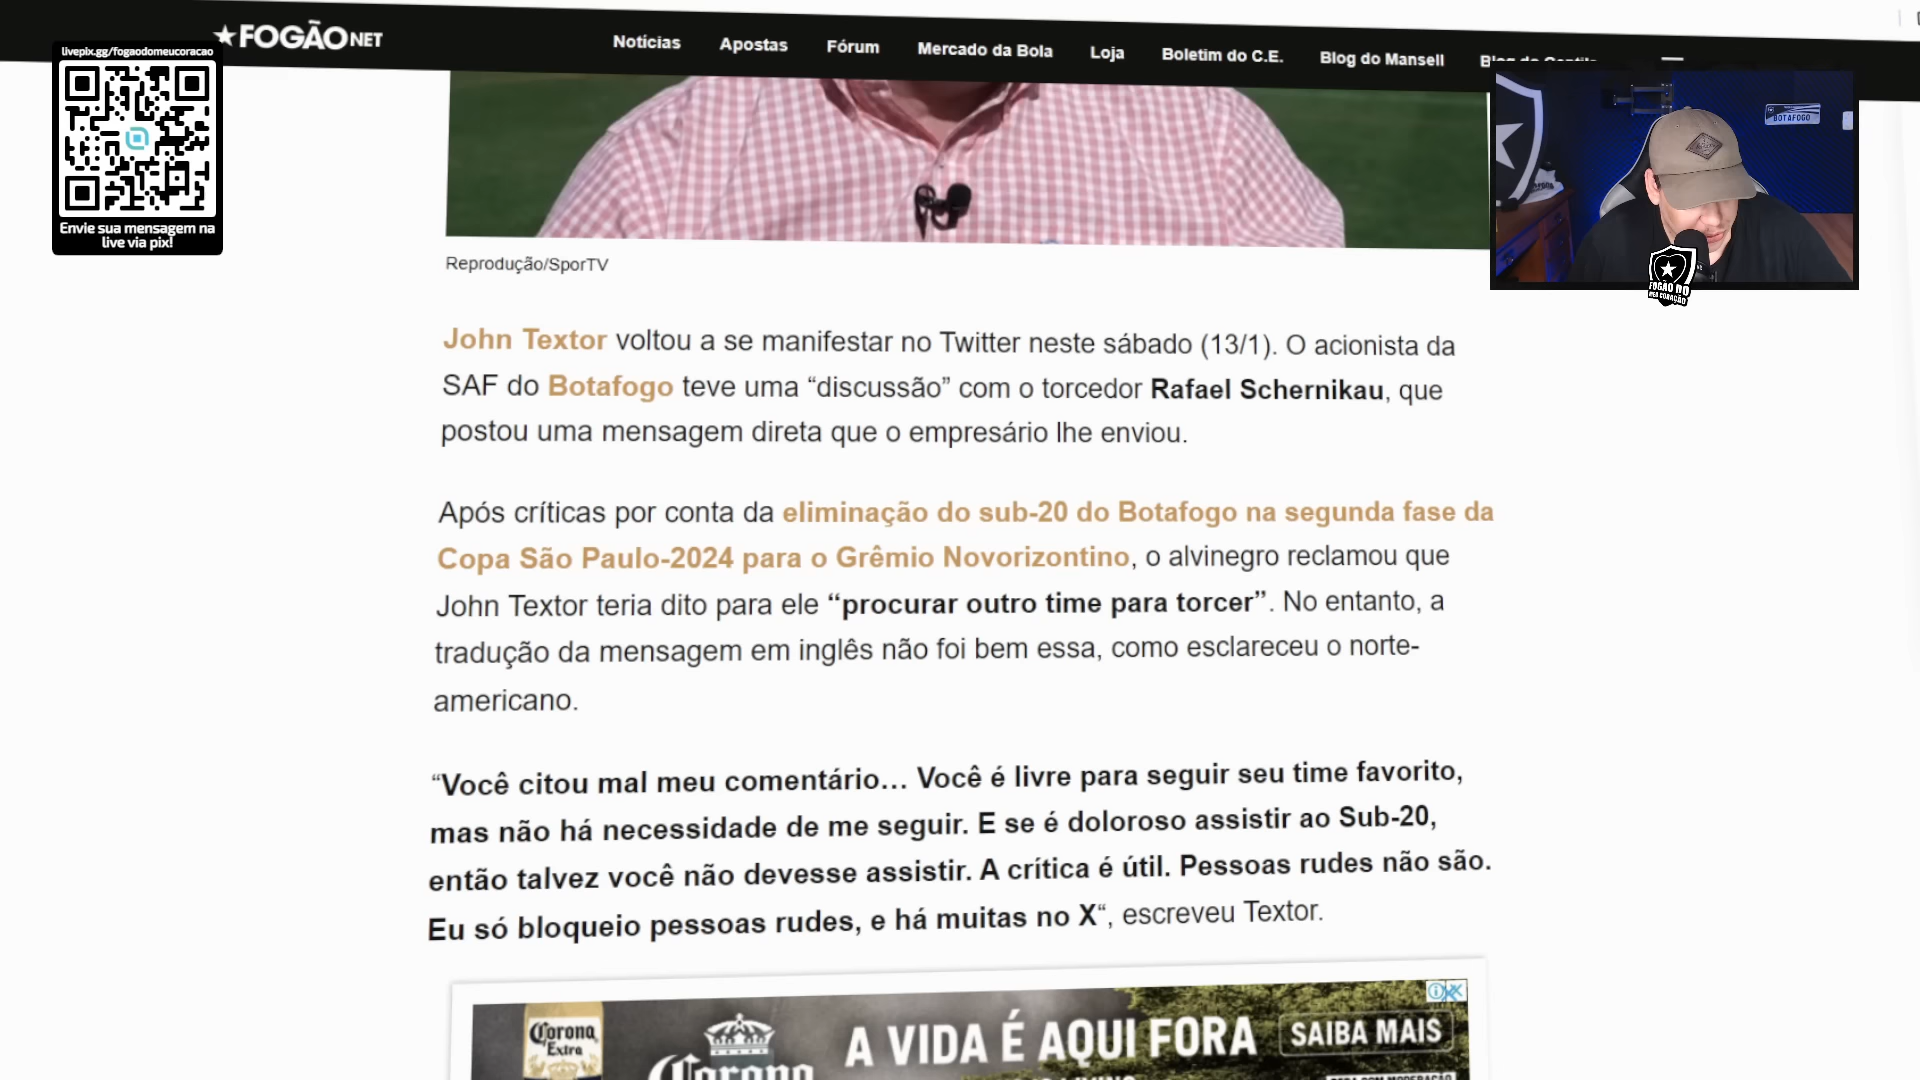 livepix.gg/fogaodomeucoracao
Envie sua mensagem na
live via pix!
FOGÃO NET
Notícias Apostas Fórum Mercado da Bola Loja Boletim do C.E. Blog do Mansell
BOTAFOGO
FOGÃO DO
MEU CORAÇÃO
Reprodução/SporTV
John Textor voltou a se manifestar no Twitter neste sábado (13/1). O acionista da
SAF do Botafogo teve uma “discussão” com o torcedor Rafael Schernikau, que
postou uma mensagem direta que o empresário lhe enviou.
Após críticas por conta da eliminação do sub-20 do Botafogo na segunda fase da
Copa São Paulo-2024 para o Grêmio Novorizontino, o alvinegro reclamou que
John Textor teria dito para ele “procurar outro time para torcer”. No entanto, a
tradução da mensagem em inglês não foi bem essa, como esclareceu o norte-
americano.
“Você citou mal meu comentário… Você é livre para seguir seu time favorito,
mas não há necessidade de me seguir. E se é doloroso assistir ao Sub-20,
então talvez você não devesse assistir. A crítica é útil. Pessoas rudes não são.
Eu só bloqueio pessoas rudes, e há muitas no X“, escreveu Textor.
Corona
Extra
Corona
A VIDA É AQUI FORA
SAIBA MAIS